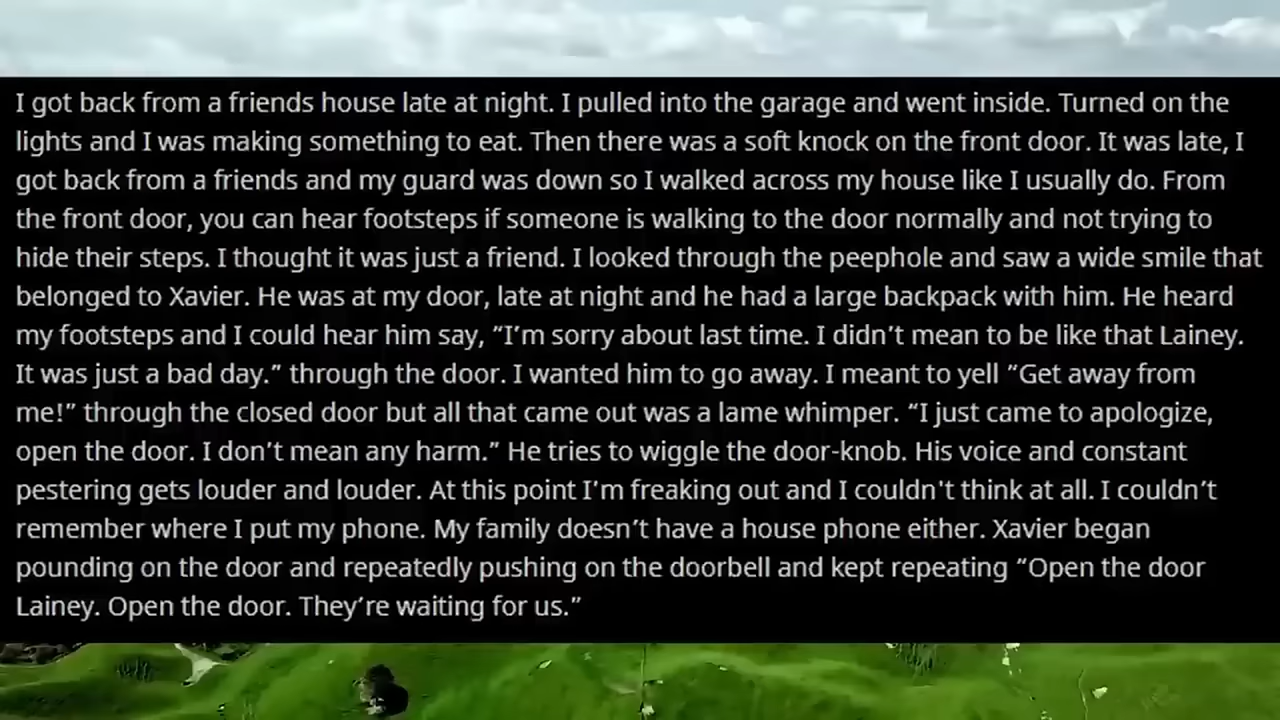 I got back from a friends house late at night. I pulled into the garage and went inside. Turned on the
lights and I was making something to eat. Then there was a soft knock on the front door. It was late, I
got back from a friends and my guard was down so I walked across my house like I usually do. From
the front door, you can hear footsteps if someone is walking to the door normally and not trying to
hide their steps. I thought it was just a friend. I looked through the peephole and saw a wide smile that
belonged to Xavier. He was at my door, late at night and he had a large backpack with him. He heard
my footsteps and I could hear him say, “I’m sorry about last time. I didn’t mean to be like that Lainey.
It was just a bad day.” through the door. I wanted him to go away. I meant to yell “Get away from
me!” through the closed door but all that came out was a lame whimper. “I just came to apologize,
open the door. I don’t mean any harm.” He tries to wiggle the door-knob. His voice and constant
pestering gets louder and louder. At this point I'm freaking out and I couldn't think at all. I couldn’t
remember where I put my phone. My family doesn’t have a house phone either. Xavier began
pounding on the door and repeatedly pushing on the doorbell and kept repeating “Open the door
Lainey. Open the door. They’re waiting for us.”